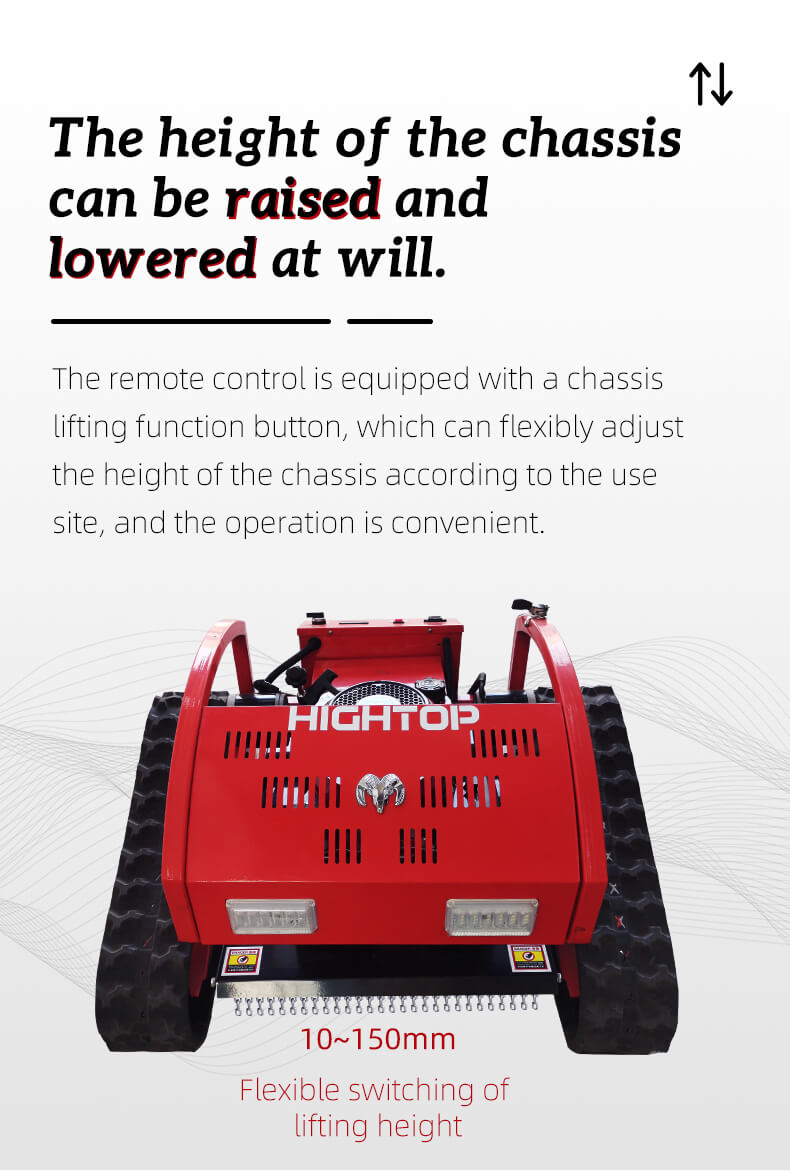 The height of the chassis
can be raised and
lowered at will.
The remote control is equipped with a chassis
lifting function button, which can flexibly adjust
the height of the chassis according to the use
site, and the operation is convenient.
HIGHTOP
10~150mm
Flexible switching of
lifting height